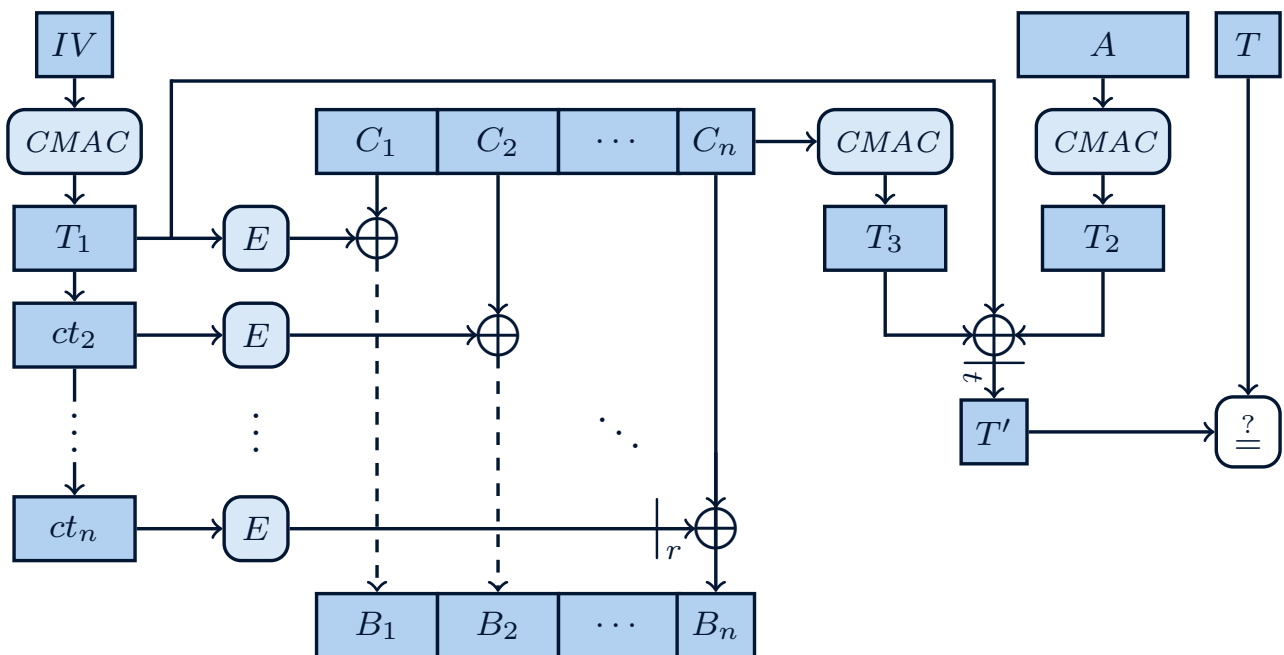 IV A T
CMAC C₁ C₂ ⋯ Cₙ CMAC CMAC
T₁ E T₃ T₂
ct₂ E
t
⋮ ⋮ ⋱ T′ ≟
ctₙ E r
B₁ B₂ ⋯ Bₙ